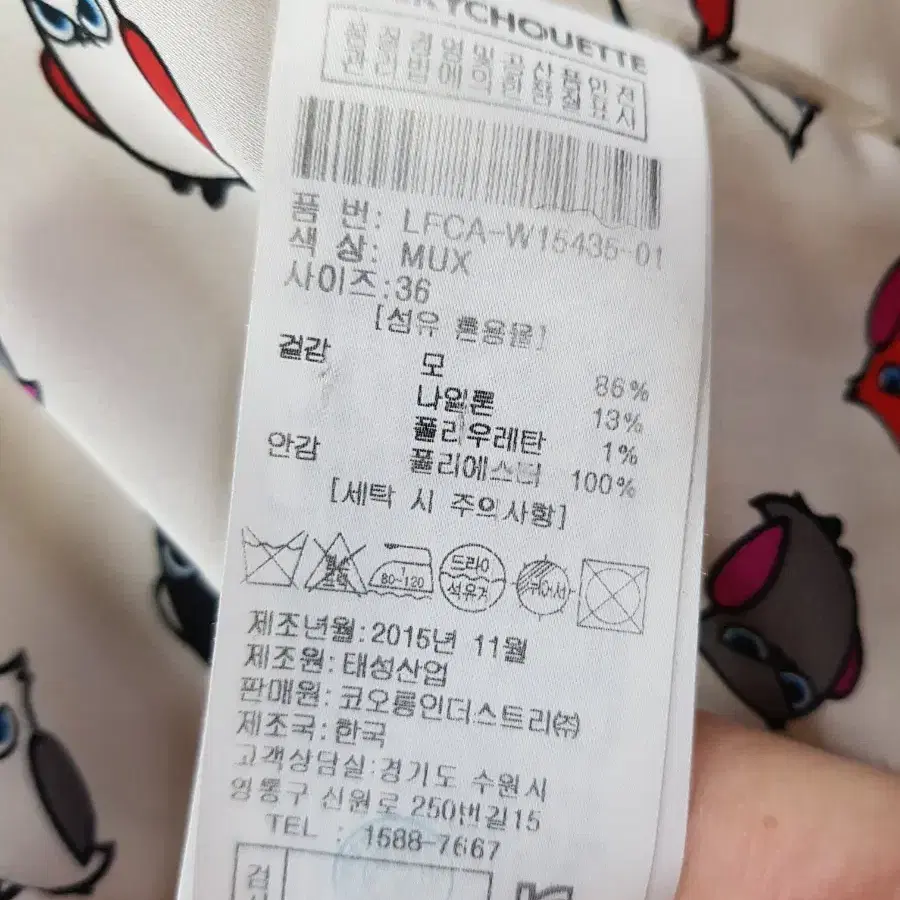 RYCHOUETTE
품질경영및공산품안전
관리법에의한품질표시
품 번: LFCA-W15435-01
색 상: MUX
사이즈:36
[섬유 혼용율]
겉감 모 86%
나일론 13%
폴리우레탄 1%
안감 폴리에스터 100%
[세탁 시 주의사항]
80~120
드라이
석유계
제조년월:2015년 11월
제조원:태성산업
판매원:코오롱인더스트리㈜
제조국:한국
고객상담실:경기도 수원시
영통구 신원로 250번길15
TEL : 1588-7667
검